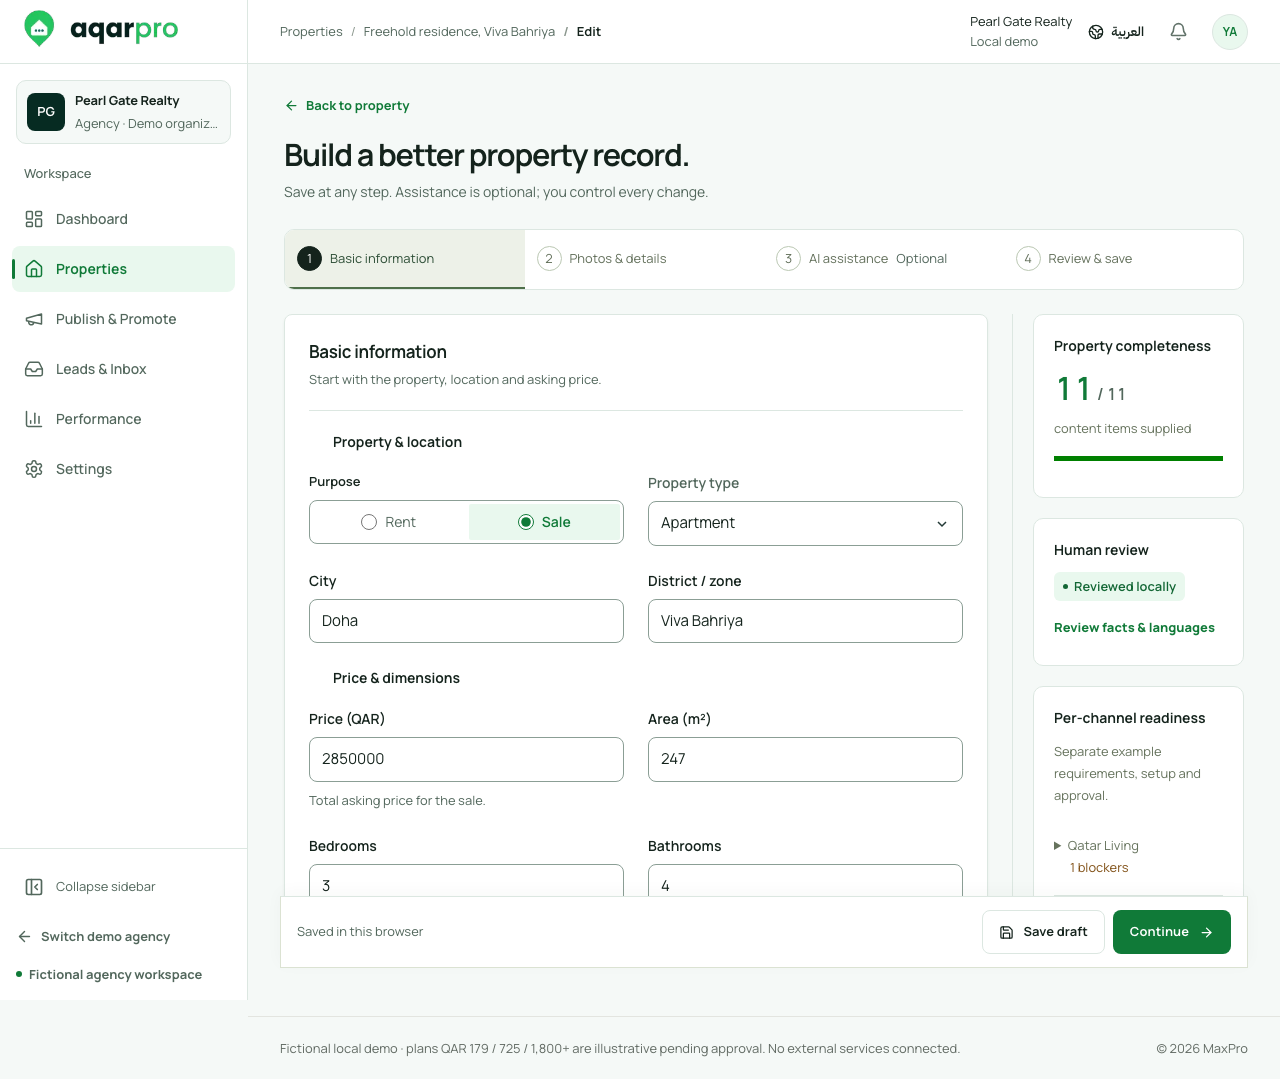 aqarpro
Properties / Freehold residence, Viva Bahriya / Edit
Pearl Gate Realty
Local demo
العربية
YA
PG
Pearl Gate Realty
Agency · Demo organiz...
Workspace
Dashboard
Properties
Publish & Promote
Leads & Inbox
Performance
Settings
Collapse sidebar
Switch demo agency
Fictional agency workspace
Back to property
Build a better property record.
Save at any step. Assistance is optional; you control every change.
1 Basic information
2 Photos & details
3 AI assistance Optional
4 Review & save
Basic information
Start with the property, location and asking price.
Property & location
Purpose
Rent
Sale
Property type
Apartment
City
Doha
District / zone
Viva Bahriya
Price & dimensions
Price (QAR)
2850000
Total asking price for the sale.
Area (m²)
247
Bedrooms
3
Bathrooms
4
Property completeness
11 / 11
content items supplied
Human review
Reviewed locally
Review facts & languages
Per-channel readiness
Separate example
requirements, setup and
approval.
Qatar Living
1 blockers
Saved in this browser
Save draft
Continue
Fictional local demo · plans QAR 179 / 725 / 1,800+ are illustrative pending approval. No external services connected.
© 2026 MaxPro